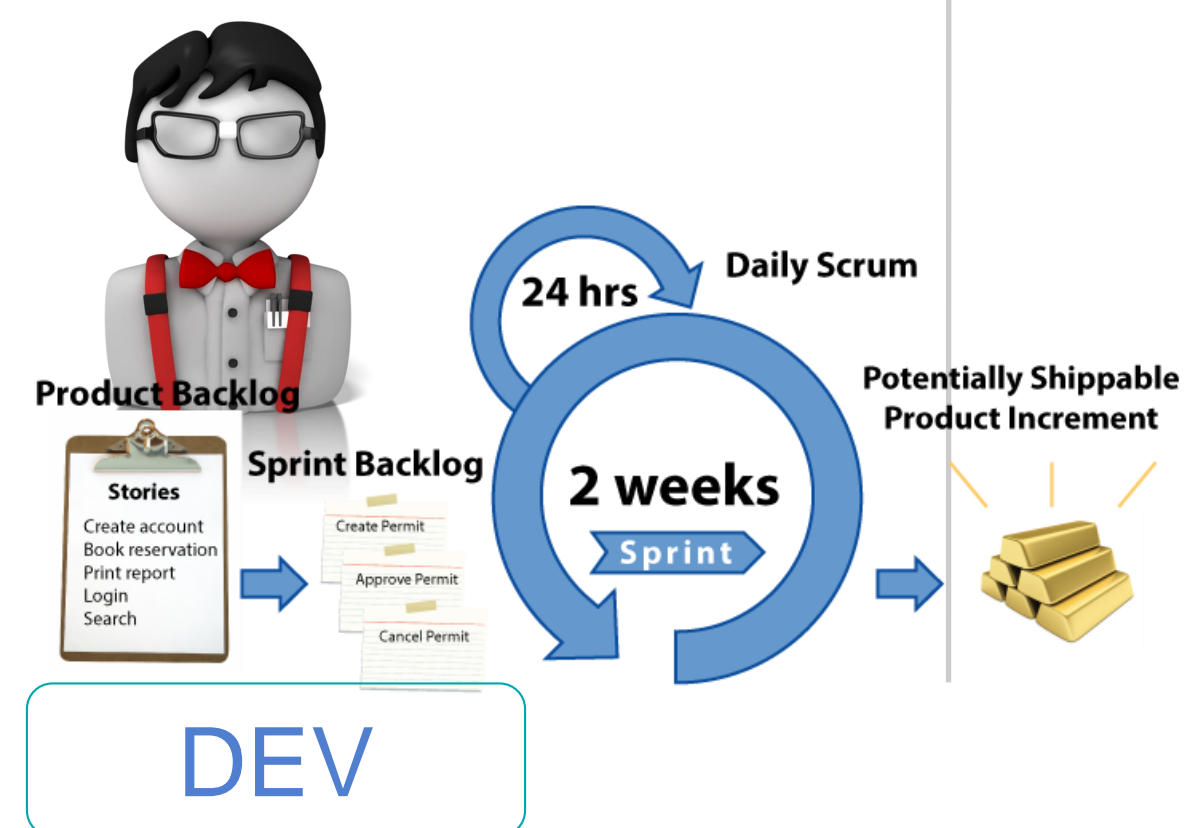 24 hrs
Daily Scrum
Product Backlog
Potentially Shippable
Product Increment
Sprint Backlog
Stories
Create account
Book reservation
Print report
Login
Search
Create Permit
Approve Permit
Cancel Permit
2 weeks
Sprint
DEV